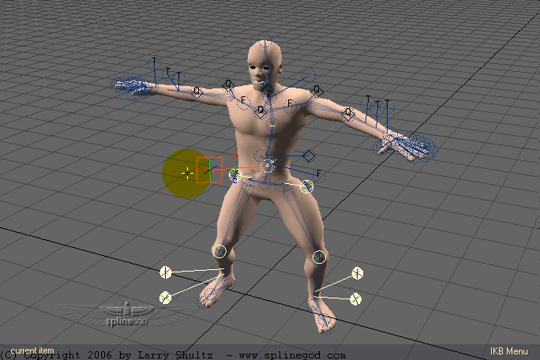 F
F
F
splinegod
current item
IKB Menu
(C) Copyright 2006 by Larry Shultz - www.splinegod.com